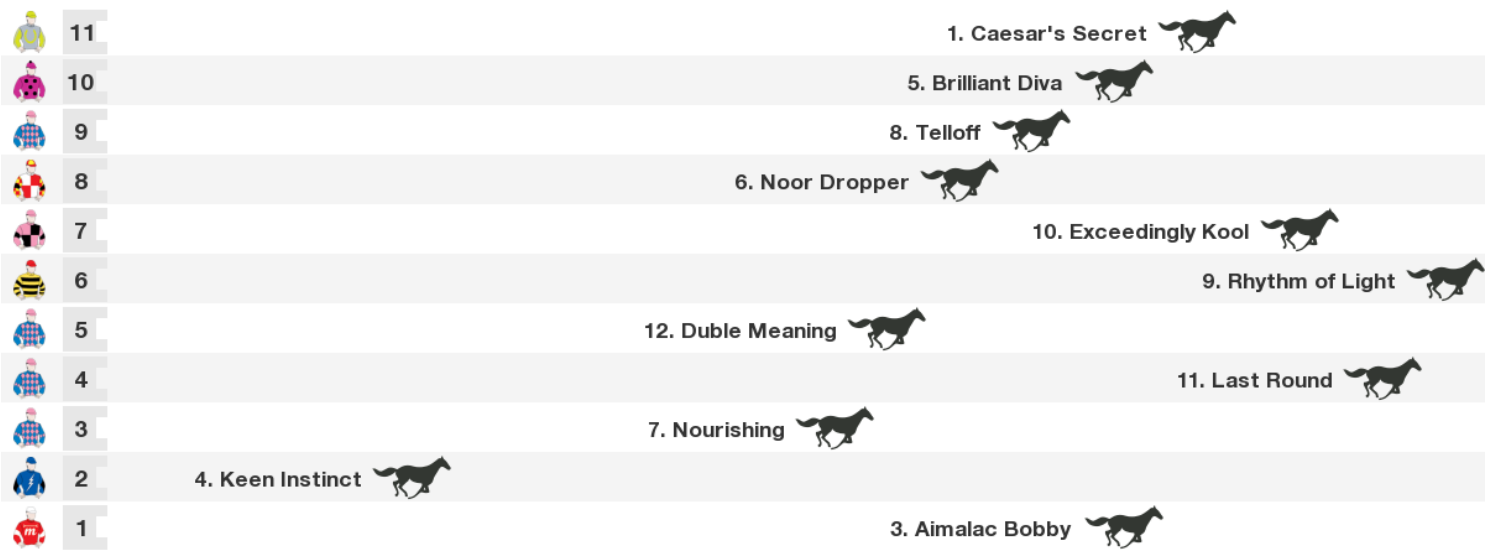 11 1. Caesar's Secret
10 5. Brilliant Diva
9 8. Telloff
8 6. Noor Dropper
7 10. Exceedingly Kool
6 9. Rhythm of Light
5 12. Duble Meaning
4 11. Last Round
3 7. Nourishing
2 4. Keen Instinct
m
1 3. Aimalac Bobby